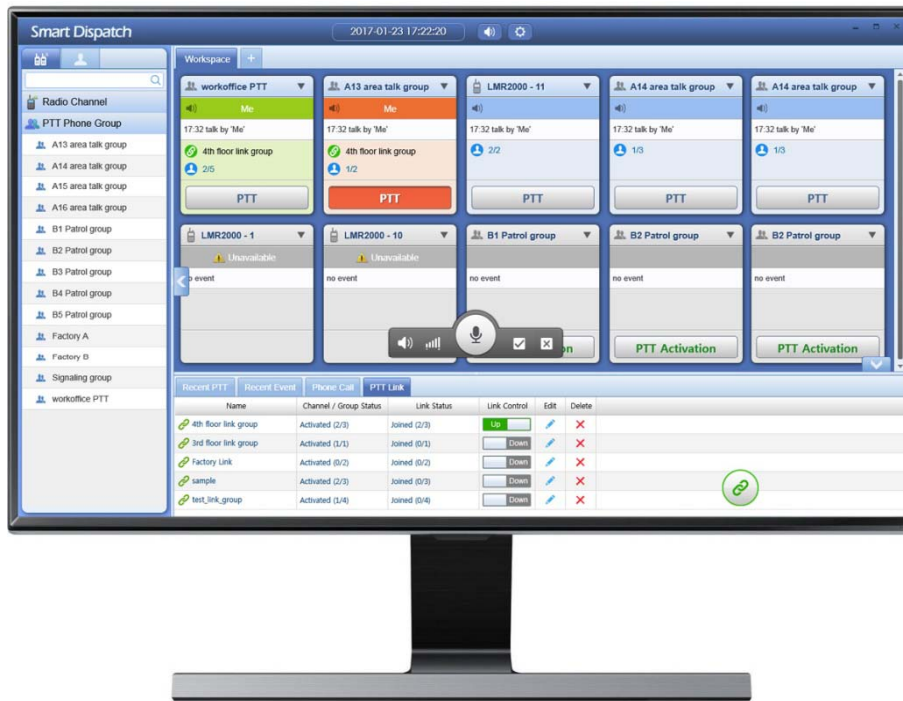 Smart Dispatch
2017-01-23 17:22:20
Radio Channel
PTT Phone Group
A13 area talk group
A14 area talk group
A15 area talk group
A16 area talk group
B1 Patrol group
B2 Patrol group
B3 Patrol group
B4 Patrol group
B5 Patrol group
Factory A
Factory B
Signaling group
workoffice PTT
Workspace +
workoffice PTT
Me
17:32 talk by 'Me'
4th floor link group
2/5
PTT
A13 area talk group
Me
17:32 talk by 'Me'
4th floor link group
1/2
PTT
LMR2000 - 11
17:32 talk by 'Me'
2/2
PTT
A14 area talk group
17:32 talk by 'Me'
1/3
PTT
A14 area talk group
17:32 talk by 'Me'
1/3
PTT
LMR2000 - 1
Unavailable
event
LMR2000 - 10
Unavailable
no event
B1 Patrol group
no event
on
B2 Patrol group
no event
PTT Activation
B2 Patrol group
no event
PTT Activation
Recent PTT Recent Event Phone Call PTT Link
Name Channel / Group Status Link Status Link Control Edit Delete
4th floor link group Activated (2/3) Joined (2/3) Up
3rd floor link group Activated (1/1) Joined (0/1) Down
Factory Link Activated (0/2) Joined (0/2) Down
sample Activated (2/3) Joined (0/3) Down
test_link_group Activated (1/4) Joined (0/4) Down